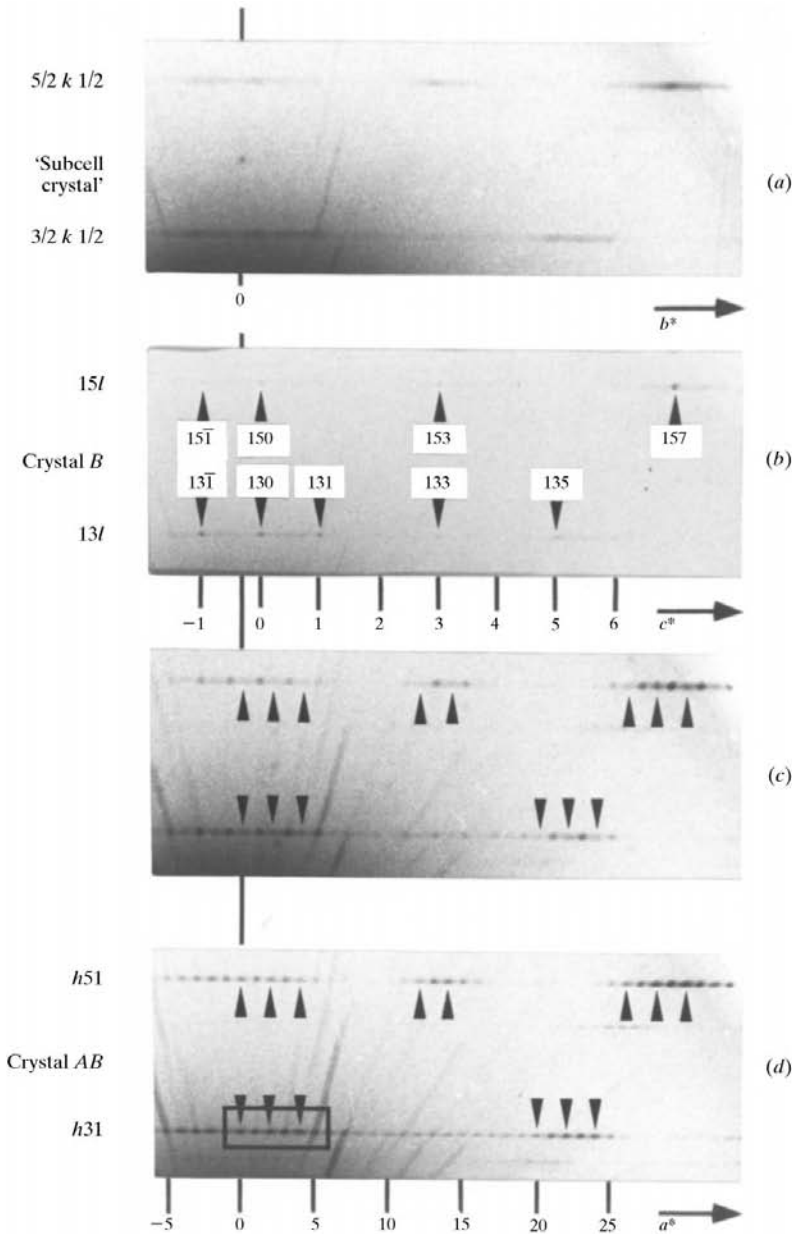 5/2 k 1/2
'Subcell
crystal'
(a)
3/2 k 1/2
0
b*
15l
151̄ 150 153 157
Crystal B
(b)
131̄ 130 131 133 135
13l
−1 0 1 2 3 4 5 6 c*
(c)
h51
Crystal AB
(d)
h31
−5 0 5 10 15 20 25 a*